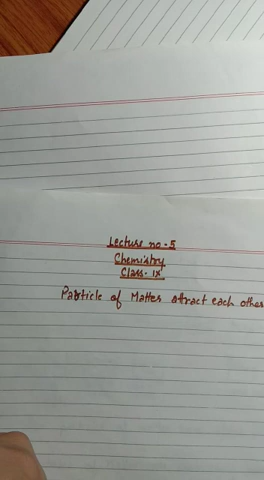 Lecture no - 5
Chemistry
Class - IX
Particle of Matter attract each other